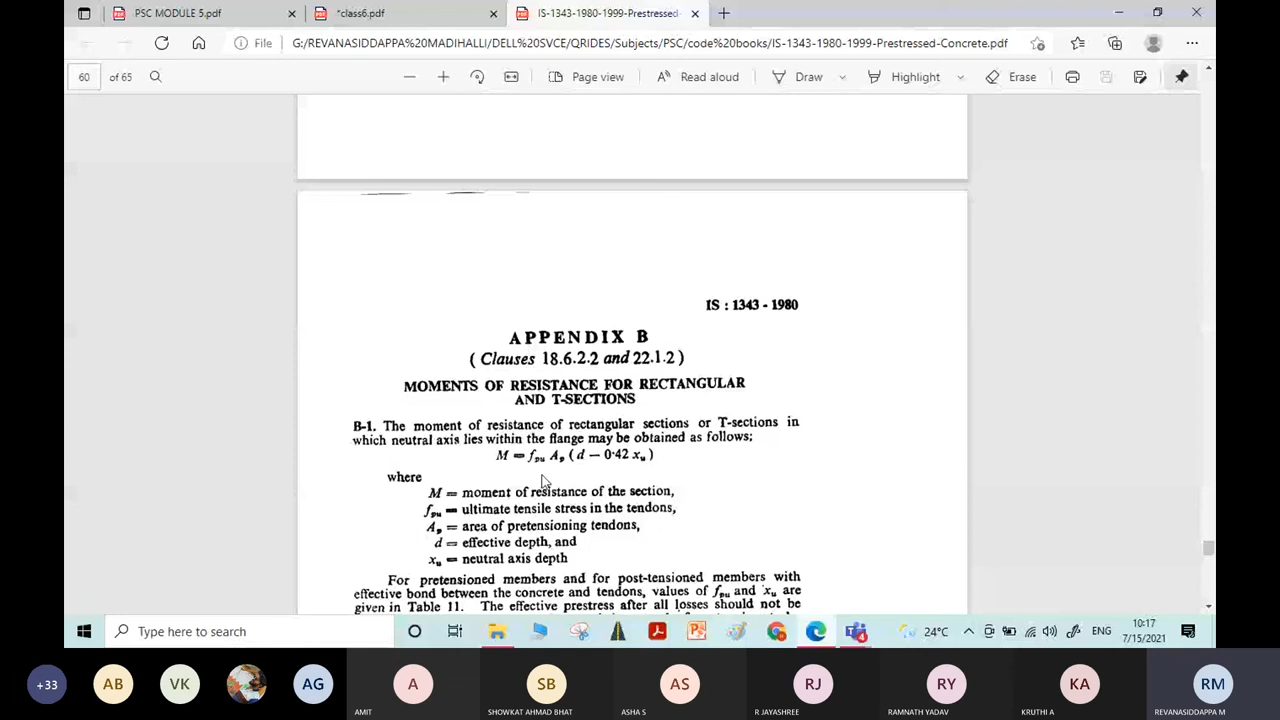 PSC MODULE 5.pdf
*class6.pdf
IS-1343-1980-1999-Prestressed-
File
G:/REVANASIDDAPPA%20MADIHALLI/DELL%20SVCE/QRIDES/Subjects/PSC/code%20books/IS-1343-1980-1999-Prestressed-Concrete.pdf
60 of 65
Page view
Read aloud
Draw
Highlight
Erase
IS : 1343 - 1980
APPENDIX B
( Clauses 18.6.2.2 and 22.1.2 )
MOMENTS OF RESISTANCE FOR RECTANGULAR
AND T-SECTIONS
B-1. The moment of resistance of rectangular sections or T-sections in
which neutral axis lies within the flange may be obtained as follows;
M = fpu Ap ( d — 0·42 xu )
where
M = moment of resistance of the section,
fpu = ultimate tensile stress in the tendons,
Ap = area of pretensioning tendons,
d = effective depth, and
xu = neutral axis depth
For pretensioned members and for post-tensioned members with
effective bond between the concrete and tendons, values of fpu and xu are
given in Table 11. The effective prestress after all losses should not be
Type here to search
24°C
ENG
10:17
7/15/2021
+33
AB
VK
AG
A
AMIT
SB
SHOWKAT AHMAD BHAT
AS
ASHA S
RJ
R JAYASHREE
RY
RAMNATH YADAV
KA
KRUTHI A
RM
REVANASIDDAPPA M